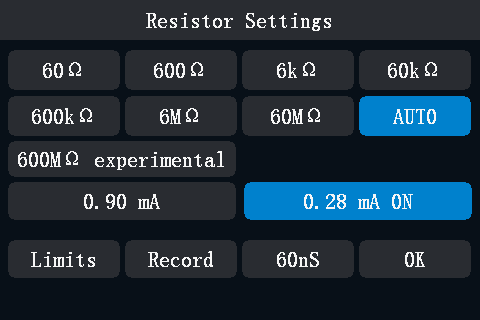 Resistor Settings
60Ω 600Ω 6kΩ 60kΩ
600kΩ 6MΩ 60MΩ AUTO
600MΩ experimental
0.90 mA 0.28 mA ON
Limits Record 60nS OK